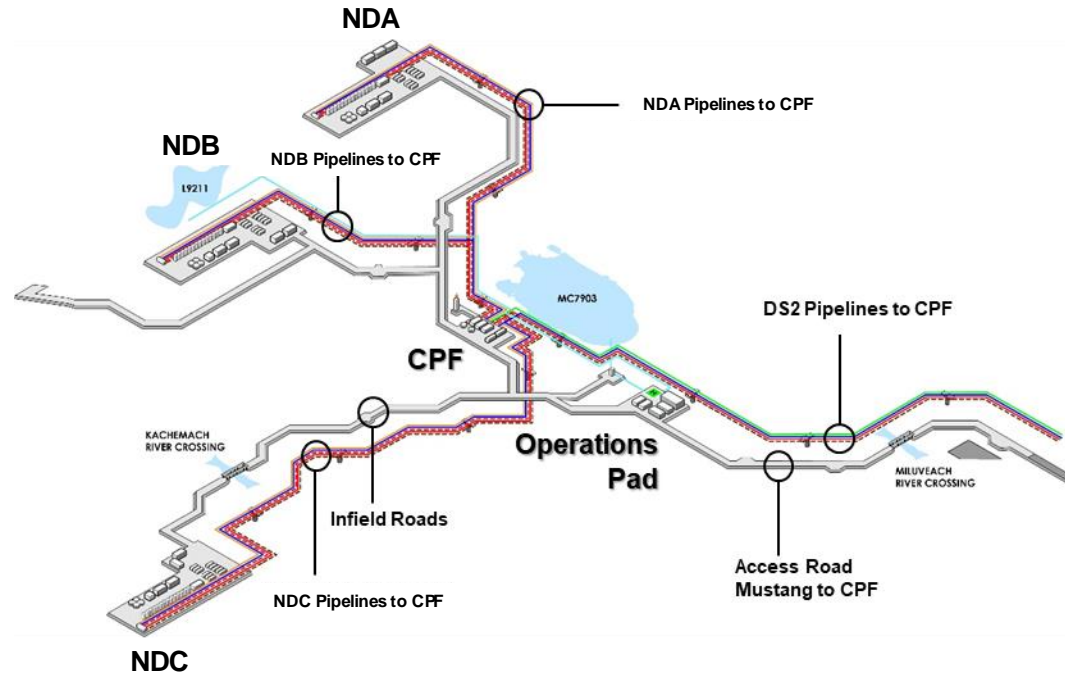 NDA
NDA Pipelines to CPF
NDB
NDB Pipelines to CPF
L9211
MC7903
DS2 Pipelines to CPF
CPF
KACHEMACH
RIVER CROSSING
Operations
Pad
MILUVEACH
RIVER CROSSING
Infield Roads
Access Road
Mustang to CPF
NDC Pipelines to CPF
NDC